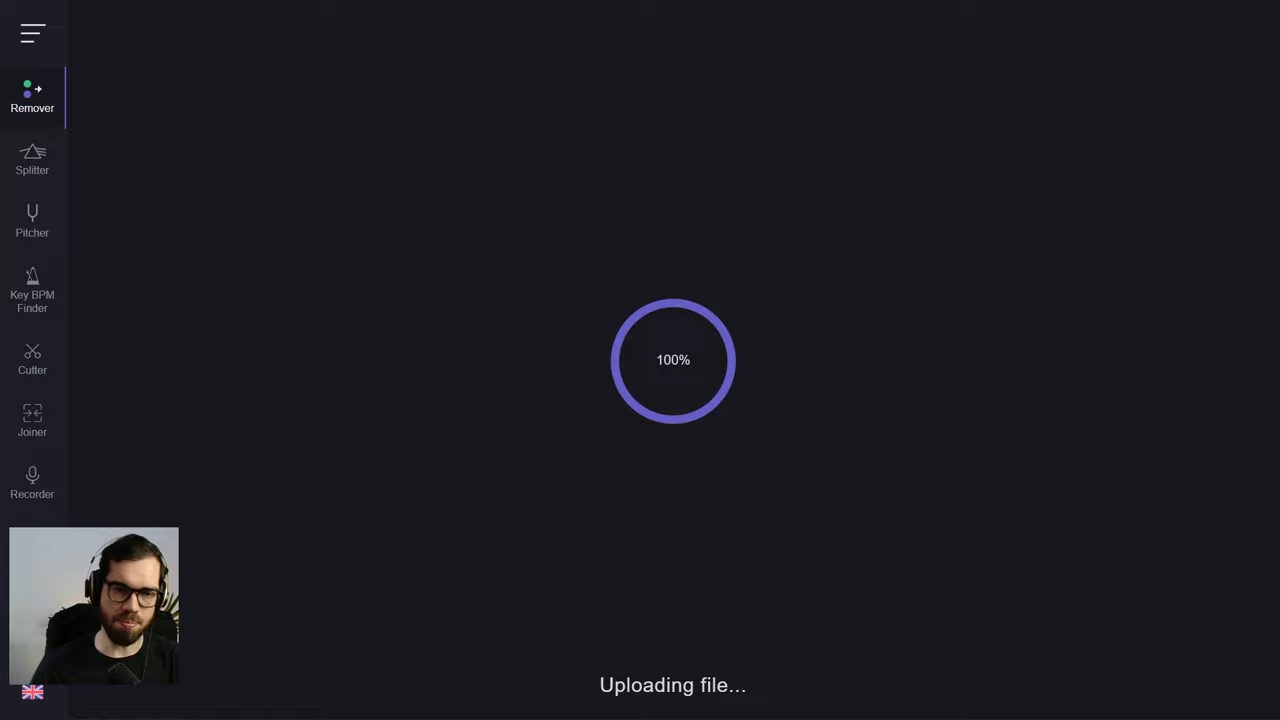 Remover
Splitter
Pitcher
Key BPM
Finder
Cutter
Joiner
Recorder
100%
Uploading file...